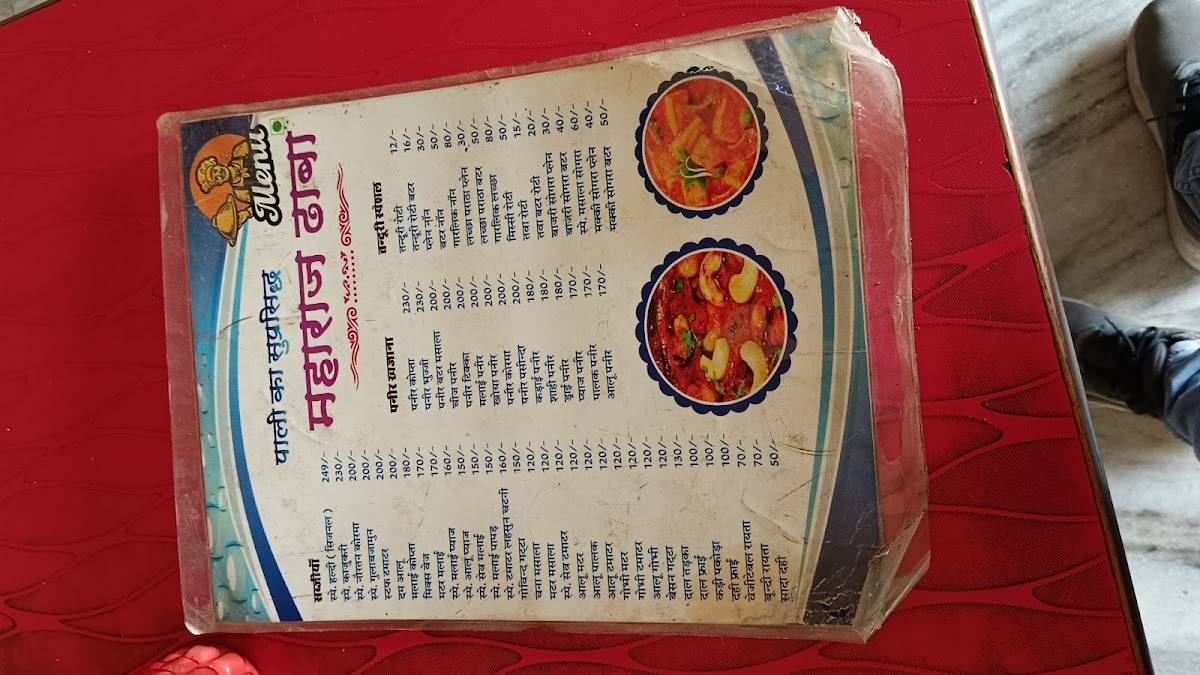 Menu
पाली का सुप्रसिद्ध
महाराज ढाबा
सब्जीयाँ
स्पे. हल्दी ( सिजनल ) 249/-
स्पे. काजुकरी 230/-
स्पे. नौरतन कोरमा 200/-
स्पे. गुलाबजामुन 200/-
स्टफ टमाटर 200/-
दम आलू 200/-
मलाई कोफ्ता 180/-
मिक्स वेज 170/-
मटर मलाई 170/-
स्पे. मलाई प्याज 160/-
स्पे. आलू प्याज 150/-
स्पे. सेव मलाई 150/-
स्पे. मलाई पापड़ 150/-
स्पे. टमाटर लहसुन चटनी 160/-
गोविन्द गट्टा 150/-
चना मसाला 120/-
मटर मसाला 120/-
स्पे. सेव टमाटर 120/-
आलू मटर 120/-
आलू पालक 120/-
आलू टमाटर 120/-
गोभी मटर 120/-
गोभी टमाटर 120/-
आलू गोभी 120/-
बेसन गट्टा 120/-
दाल तड़का 130/-
दाल फ्राई 100/-
कड़ी पकोड़ा 100/-
दही फ्राई 100/-
वेजीटेबल रायता 70/-
बून्दी रायता 70/-
सादा दही 50/-
पनीर खजाना
पनीर कोफ्ता 230/-
पनीर भुरजी 230/-
पनीर बटर मसाला 200/-
चीज पनीर 200/-
पनीर टिक्का 200/-
मलाई पनीर 200/-
खोया पनीर 200/-
पनीर कोरमा 200/-
पनीर पसीन्दा 200/-
कड़ाई पनीर 180/-
शाही पनीर 180/-
ड्राई पनीर 180/-
प्याज पनीर 170/-
पालक पनीर 170/-
आलू पनीर 170/-
तन्दूरी स्पेशल
तन्दूरी रोटी 12/-
तन्दूरी रोटी बटर 16/-
प्लेन नॉन 30/-
बटर नॉन 50/-
गारलिक नॉन 80/-
लच्छा पराठा प्लेन 30/-
लच्छा पराठा बटर 50/-
गारलिक लच्छा 80/-
मिस्सी रोटी 50/-
तवा रोटी 15/-
तवा बटर रोटी 20/-
बाजरी सोगरा प्लेन 30/-
बाजरी सोगरा बटर 40/-
स्पे. मसाला सोगरा 60/-
मक्की सोगरा प्लेन 40/-
मक्की सोगरा बटर 50/-